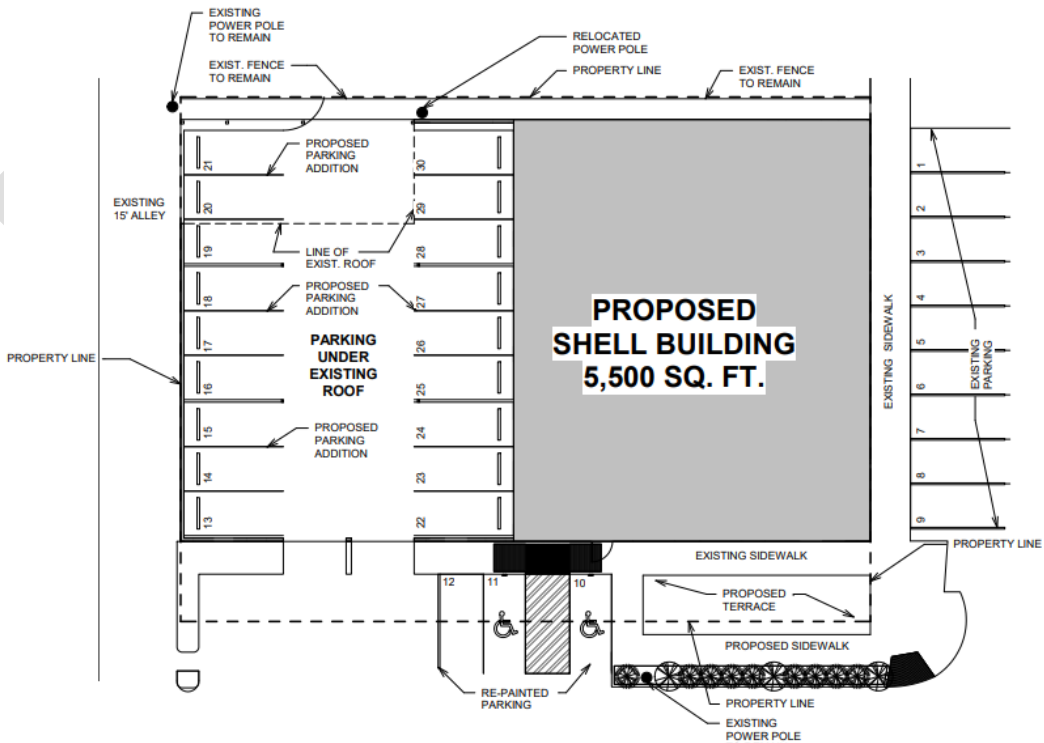 EXISTING
POWER POLE
TO REMAIN
RELOCATED
POWER POLE
EXIST. FENCE
TO REMAIN
PROPERTY LINE
EXIST. FENCE
TO REMAIN
PROPOSED
PARKING
ADDITION
21
30
1
EXISTING
15' ALLEY
20
29
2
LINE OF
EXIST. ROOF
19
28
3
PROPOSED
PARKING
ADDITION
18
27
4
PROPOSED
SHELL BUILDING
5,500 SQ. FT.
EXISTING SIDEWALK
EXISTING
PARKING
PROPERTY LINE
PARKING
UNDER
EXISTING
ROOF
17
26
5
16
25
6
PROPOSED
PARKING
ADDITION
15
24
7
14
23
8
13
22
9
EXISTING SIDEWALK
PROPERTY LINE
12
11
10
PROPOSED
TERRACE
PROPOSED SIDEWALK
RE-PAINTED
PARKING
PROPERTY LINE
EXISTING
POWER POLE